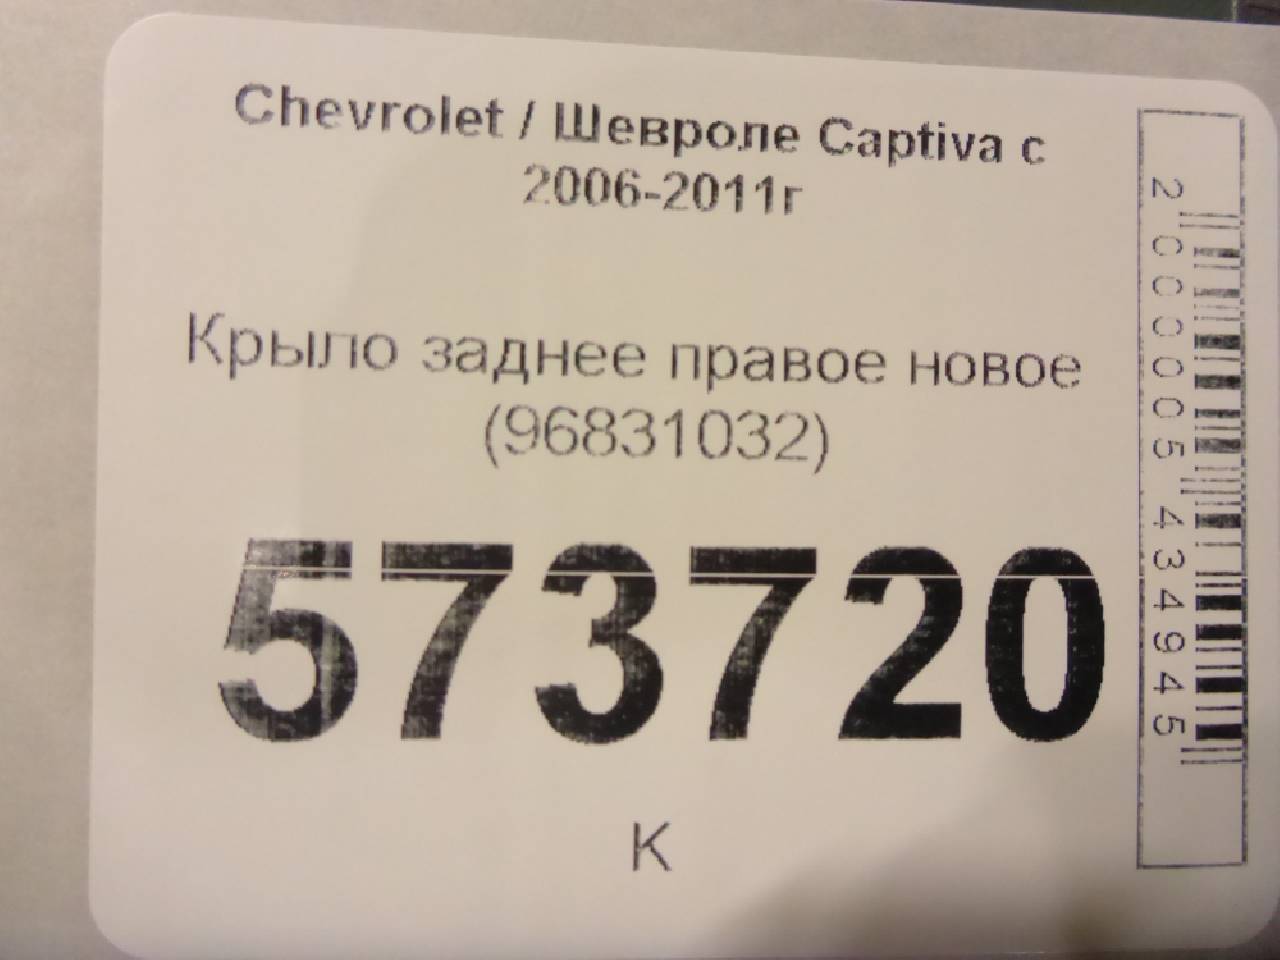 Chevrolet / Шевроле Captiva с
2006-2011г
Крыло заднее правое новое
(96831032)
573720
К
2000005434945